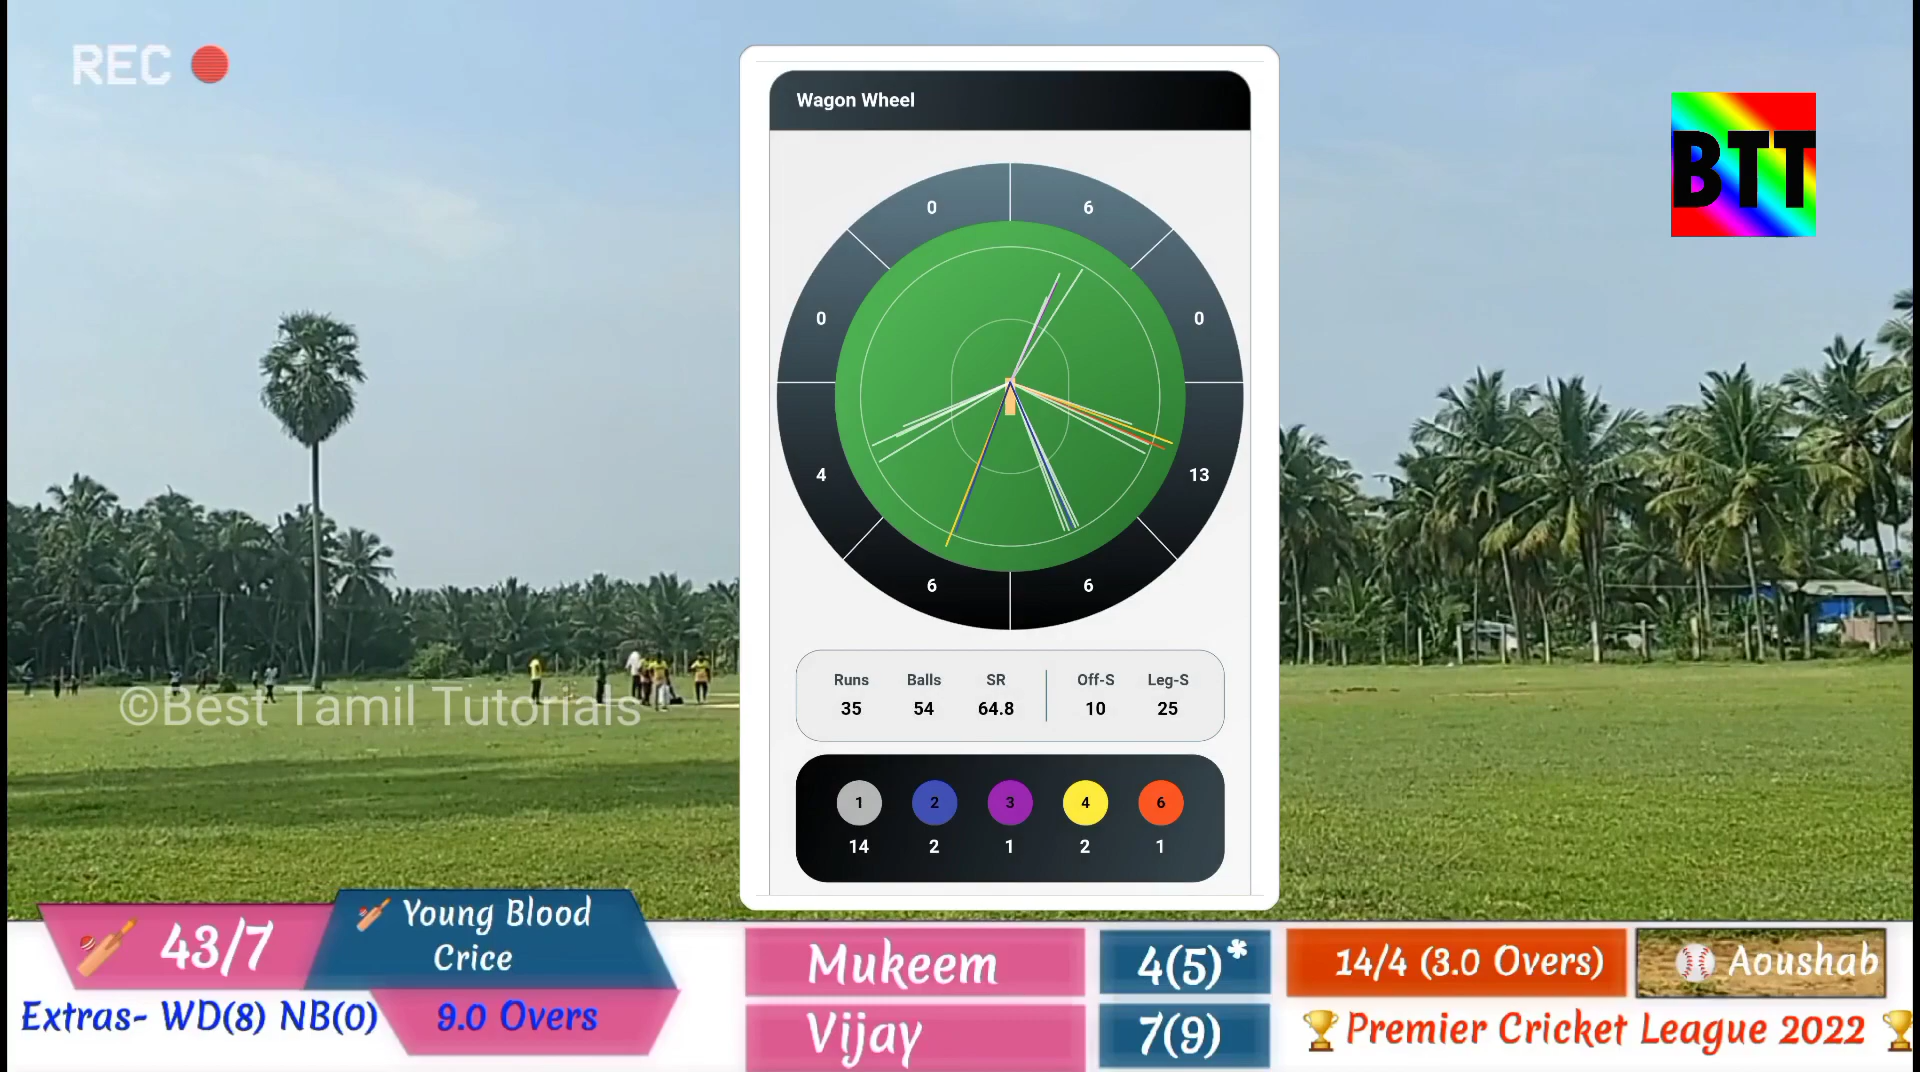 REC
Wagon Wheel
BTT
0 6
0 0
4 13
6 6
Runs Balls SR Off-S Leg-S
35 54 64.8 10 25
1 2 3 4 6
14 2 1 2 1
©Best Tamil Tutorials
43/7
Young Blood
Crice
Extras- WD(8) NB(0)
9.0 Overs
Mukeem 4(5)*
Vijay 7(9)
14/4 (3.0 Overs)
Aoushab
Premier Cricket League 2022